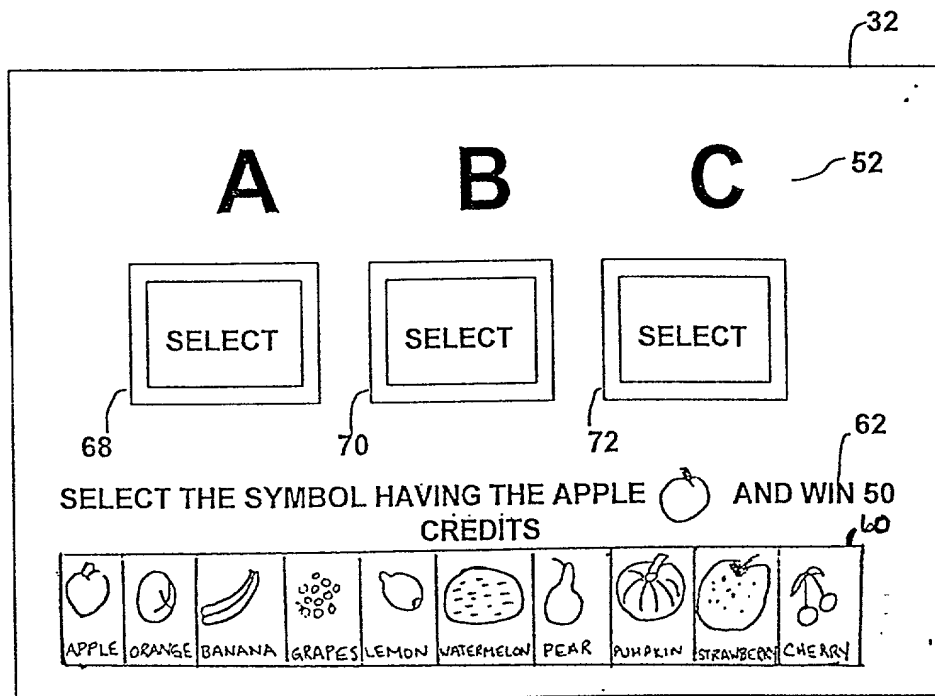 32
A B C
52
SELECT SELECT SELECT
68 70 72
62
SELECT THE SYMBOL HAVING THE APPLE AND WIN 50
CREDITS
60
APPLE ORANGE BANANA GRAPES LEMON WATERMELON PEAR PUMPKIN STRAWBERRY CHERRY